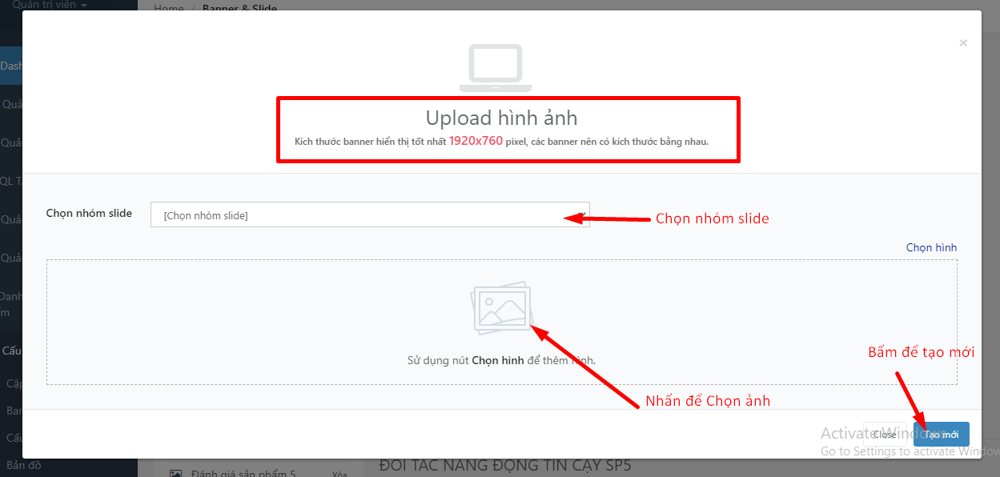 Quản trị viên
Home / Banner & Slide
×
Dash
Quả
Quả
QL T
Quả
Quả
Danh
Cấu
Cập
Ban
Cấu
Bản đồ
Upload hình ảnh
Kích thước banner hiển thị tốt nhất 1920x760 pixel, các banner nên có kích thước bằng nhau.
Chọn nhóm slide
[Chọn nhóm slide]
Chọn nhóm slide
Chọn hình
Sử dụng nút Chọn hình để thêm hình.
Bấm để tạo mới
Nhấn để Chọn ảnh
Close
Tạo mới
Activate Windows
Go to Settings to activate Window
Đánh giá sản phẩm 5
Xóa
ĐỐI TÁC NĂNG ĐỘNG TIN CẬY SP5